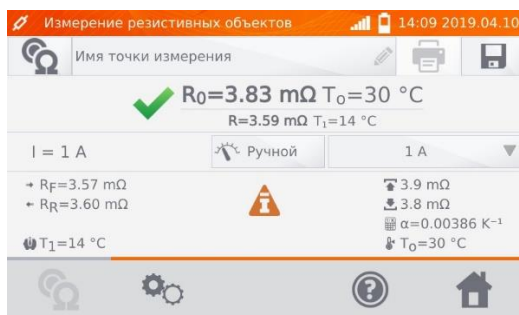 Измерение резистивных объектов 14:09 2019.04.10
Имя точки измерения
R₀=3.83 mΩ Tₒ=30 °C
R=3.59 mΩ T₁=14 °C
I = 1 A Ручной 1 A
→ RF=3.57 mΩ 3.9 mΩ
← RR=3.60 mΩ 3.8 mΩ
α=0.00386 K⁻¹
T₁=14 °C Tₒ=30 °C